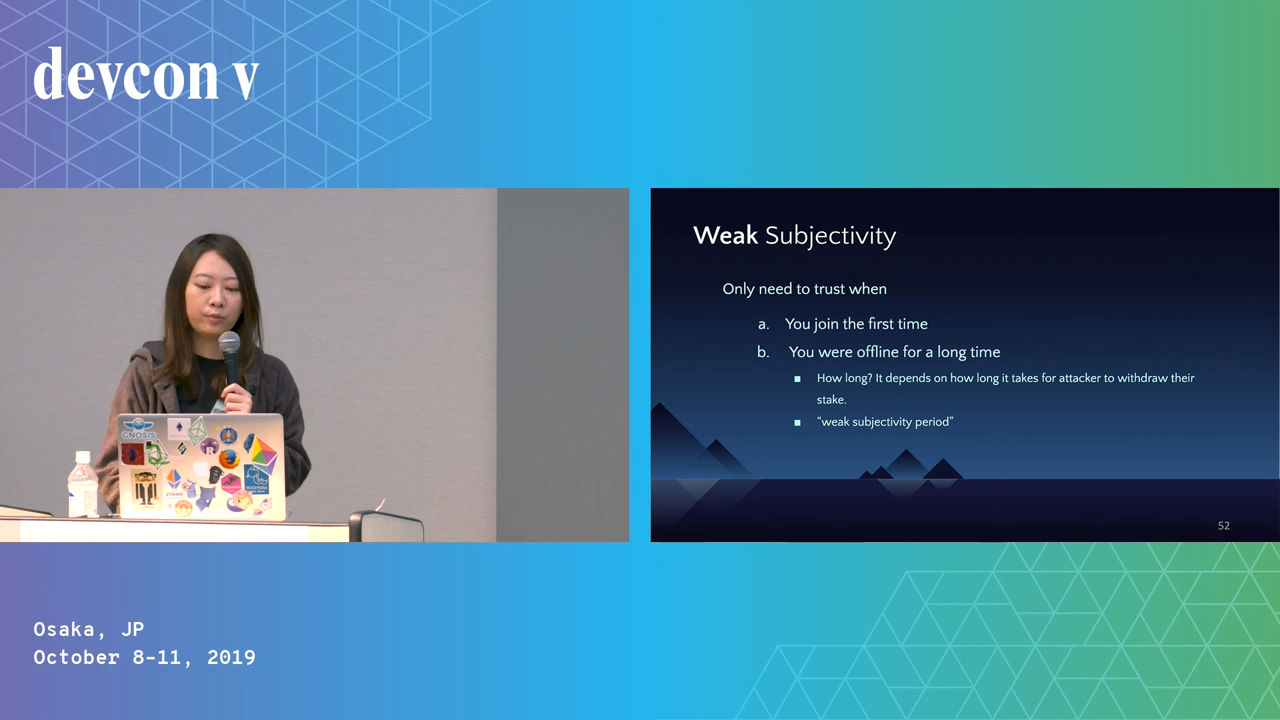 devcon v
GNOSIS
Weak Subjectivity
Only need to trust when
a. You join the first time
b. You were offline for a long time
▪ How long? It depends on how long it takes for attacker to withdraw their
stake.
▪ “weak subjectivity period”
52
Osaka, JP
October 8-11, 2019